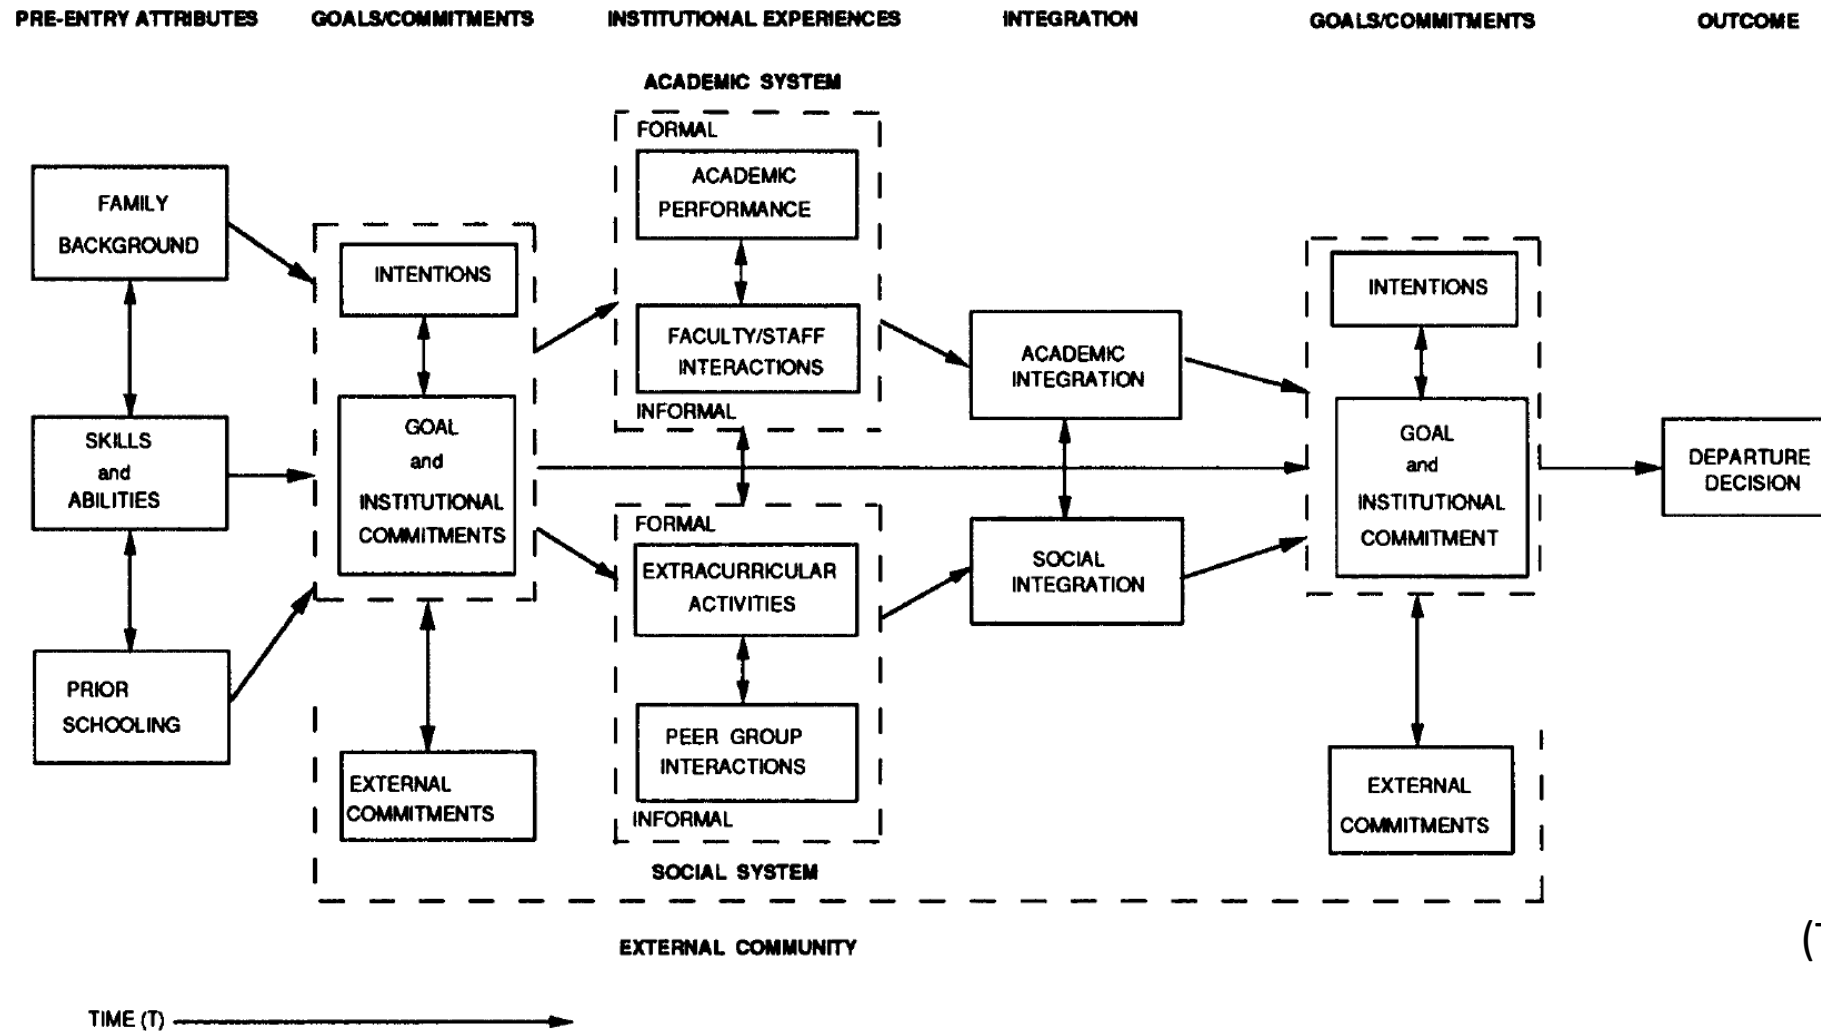 PRE-ENTRY ATTRIBUTES
GOALS/COMMITMENTS
INSTITUTIONAL EXPERIENCES
INTEGRATION
GOALS/COMMITMENTS
OUTCOME
FAMILY
BACKGROUND
SKILLS
and
ABILITIES
PRIOR
SCHOOLING
INTENTIONS
GOAL
and
INSTITUTIONAL
COMMITMENTS
EXTERNAL
COMMITMENTS
ACADEMIC SYSTEM
FORMAL
ACADEMIC
PERFORMANCE
FACULTY/STAFF
INTERACTIONS
INFORMAL
FORMAL
EXTRACURRICULAR
ACTIVITIES
PEER GROUP
INTERACTIONS
INFORMAL
SOCIAL SYSTEM
ACADEMIC
INTEGRATION
SOCIAL
INTEGRATION
INTENTIONS
GOAL
and
INSTITUTIONAL
COMMITMENT
EXTERNAL
COMMITMENTS
DEPARTURE
DECISION
EXTERNAL COMMUNITY
TIME (T)